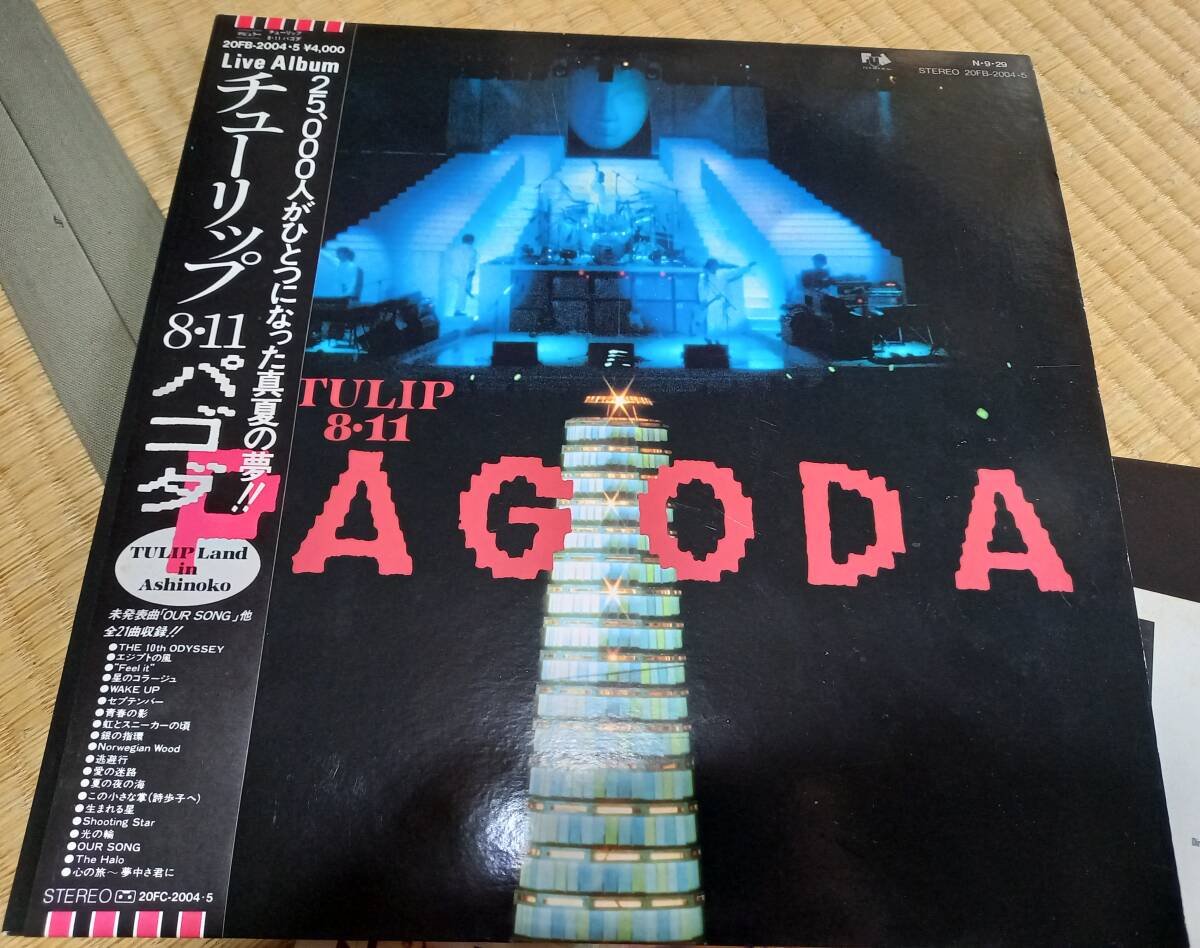 チューリップ
8・11 パゴダ
20FB-2004・5 ¥4,000
Live Album
チューリップ
8・11
パゴダ
25,000人がひとつになった真夏の夢!!
TULIP Land
in
Ashinoko
未発表曲「OUR SONG」他
全21曲収録!!
●THE 10th ODYSSEY
●エジプトの風
●"Feel it"
●星のコラージュ
●WAKE UP
●セプテンバー
●青春の影
●虹とスニーカーの頃
●銀の指環
●Norwegian Wood
●逃避行
●愛の迷路
●夏の夜の海
●この小さな掌(詩歩子へ)
●生まれる星
●Shooting Star
●光の輪
●OUR SONG
●The Halo
●心の旅〜夢中さ君に
STEREO 20FC-2004・5
N・9・29
STEREO 20FB-2004・5
TULIP
8・11
PAGODA